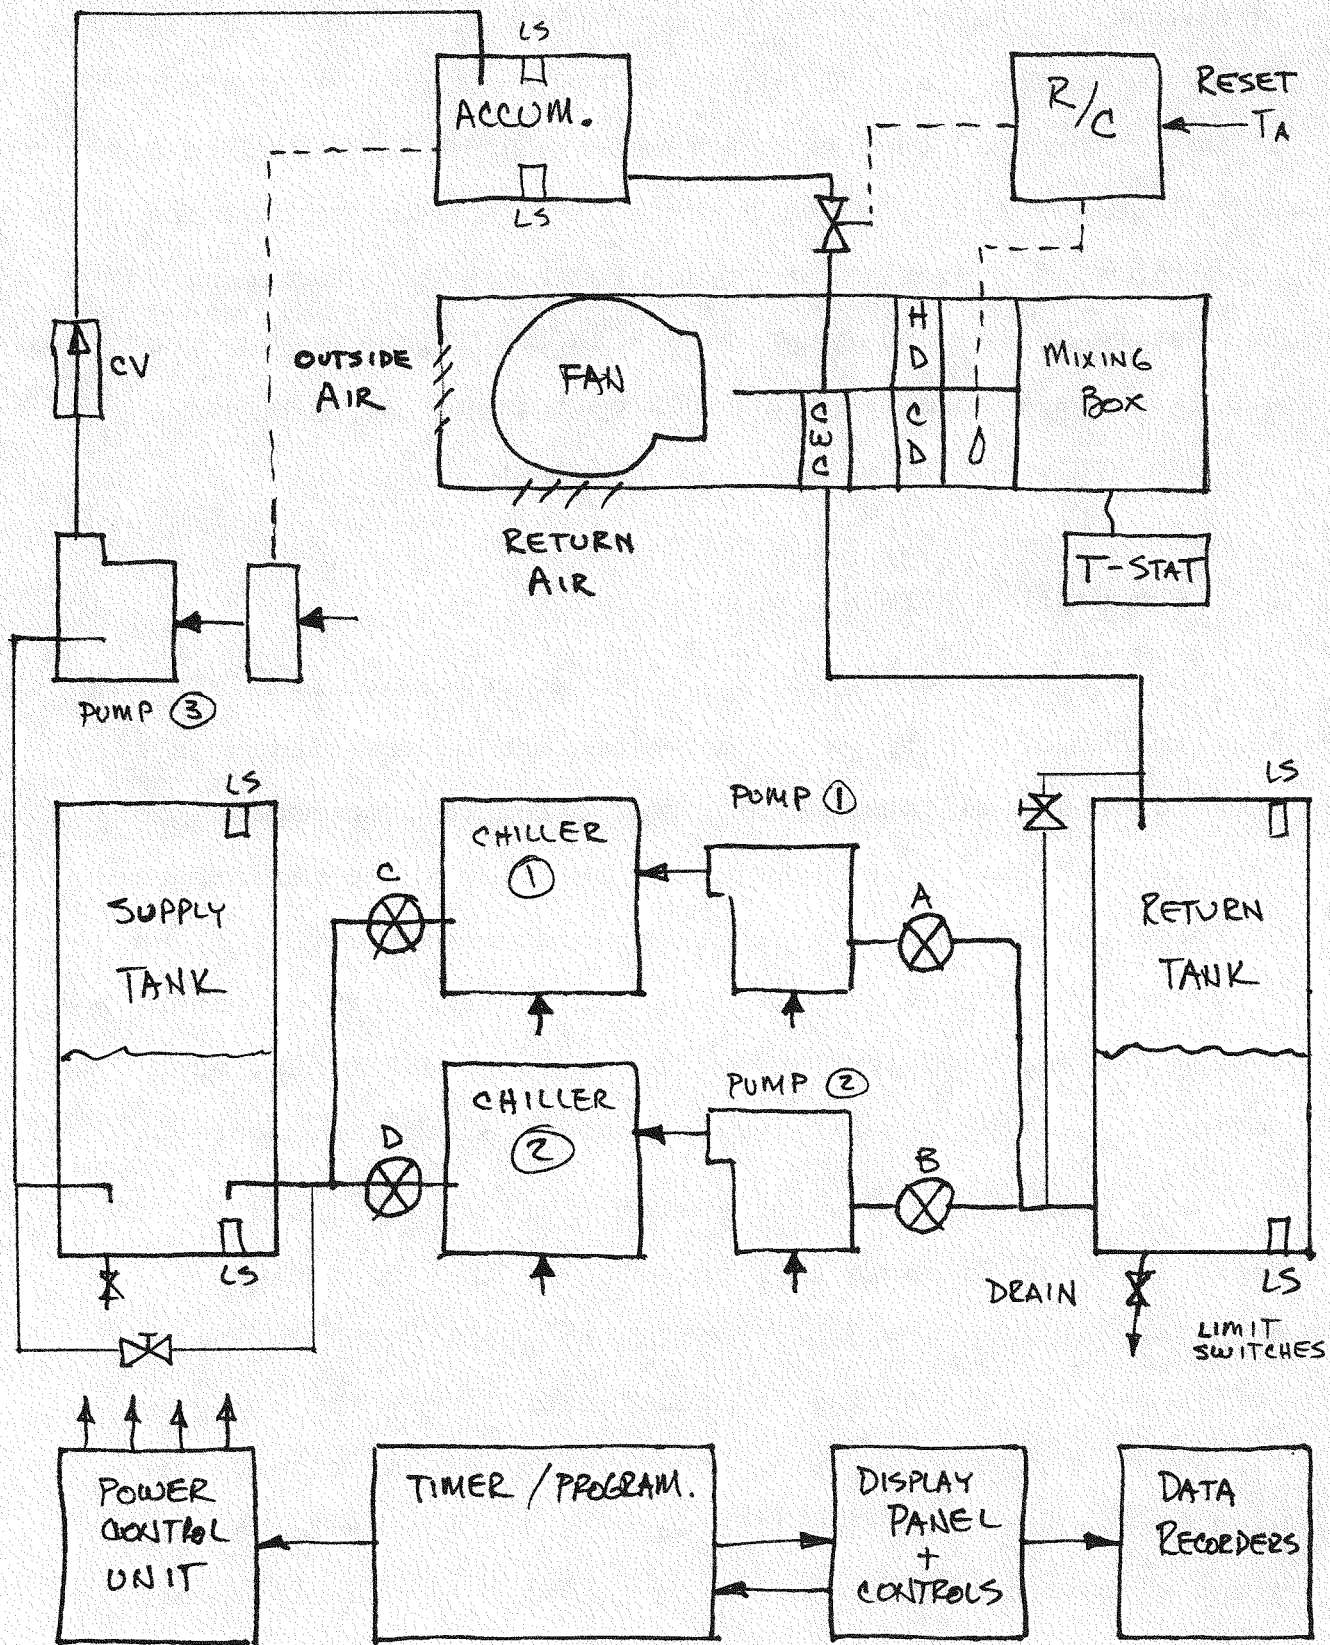 LS
ACCUM.
LS
R/C
RESET
TA
CV
OUTSIDE
AIR
FAN
H
D
C
W
C
C
D
MIXING
BOX
RETURN
AIR
T-STAT
PUMP 3
LS
SUPPLY
TANK
LS
CHILLER
1
C
PUMP 1
A
LS
RETURN
TANK
CHILLER
2
D
PUMP 2
B
LS
DRAIN
LIMIT
SWITCHES
POWER
CONTROL
UNIT
TIMER / PROGRAM.
DISPLAY
PANEL
+
CONTROLS
DATA
RECORDERS